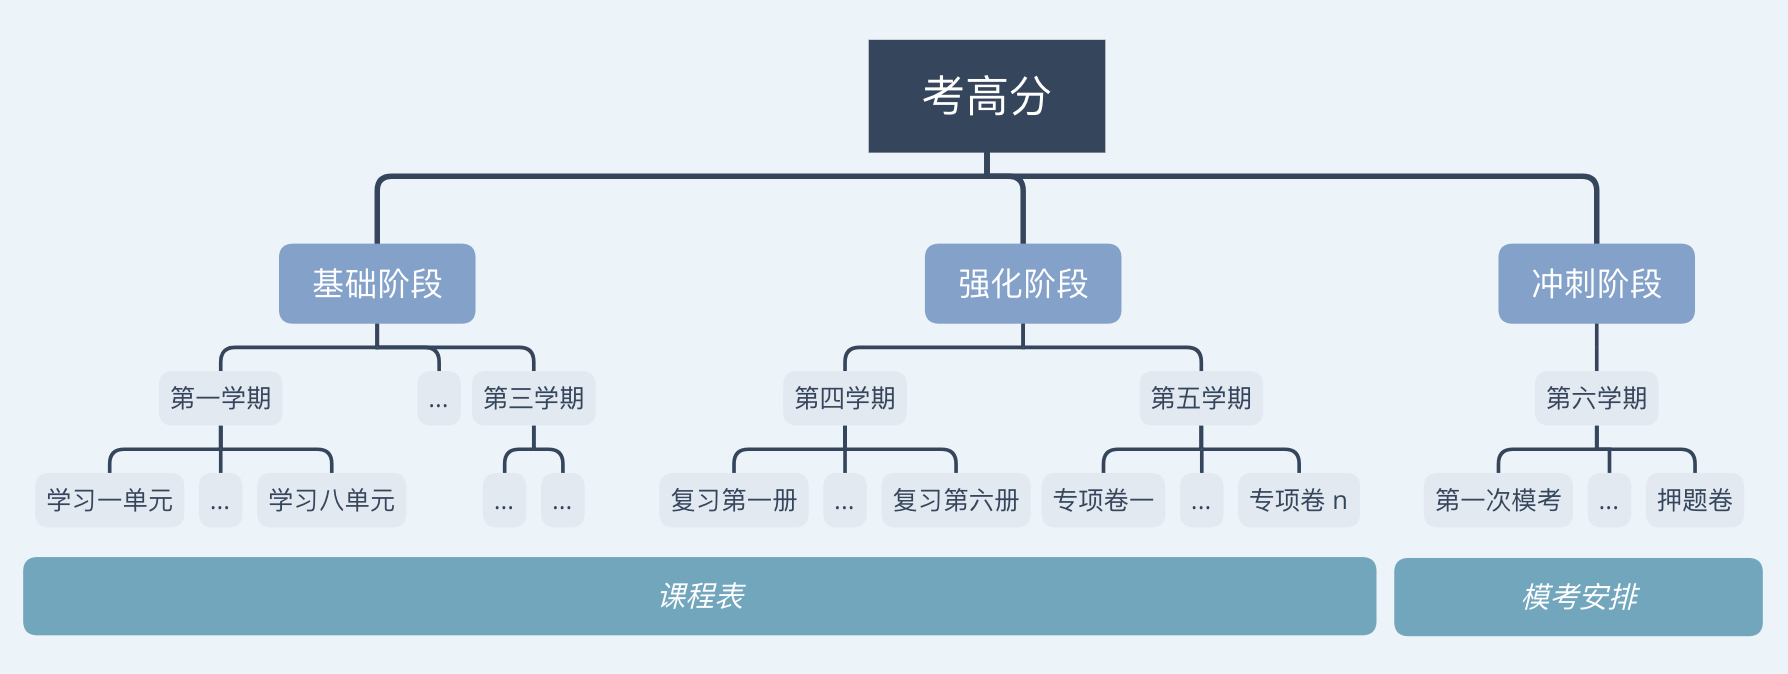 考高分
基础阶段
强化阶段
冲刺阶段
第一学期
...
第三学期
第四学期
第五学期
第六学期
学习一单元
...
学习八单元
...
...
复习第一册
...
复习第六册
专项卷一
...
专项卷 n
第一次模考
...
押题卷
课程表
模考安排